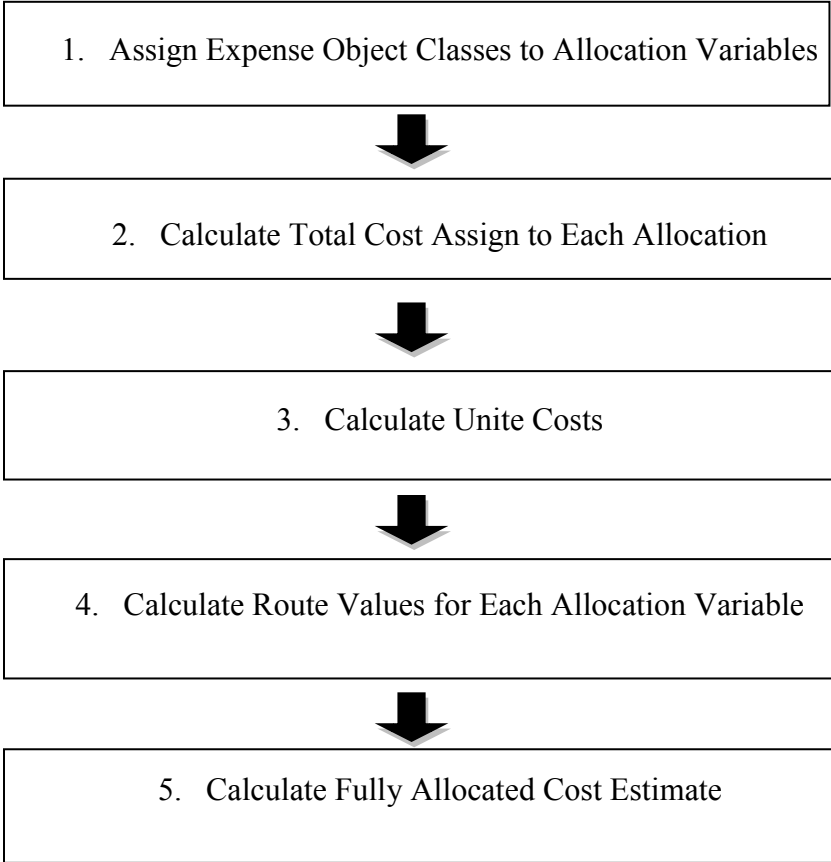 1. Assign Expense Object Classes to Allocation Variables
2. Calculate Total Cost Assign to Each Allocation
3. Calculate Unite Costs
4. Calculate Route Values for Each Allocation Variable
5. Calculate Fully Allocated Cost Estimate